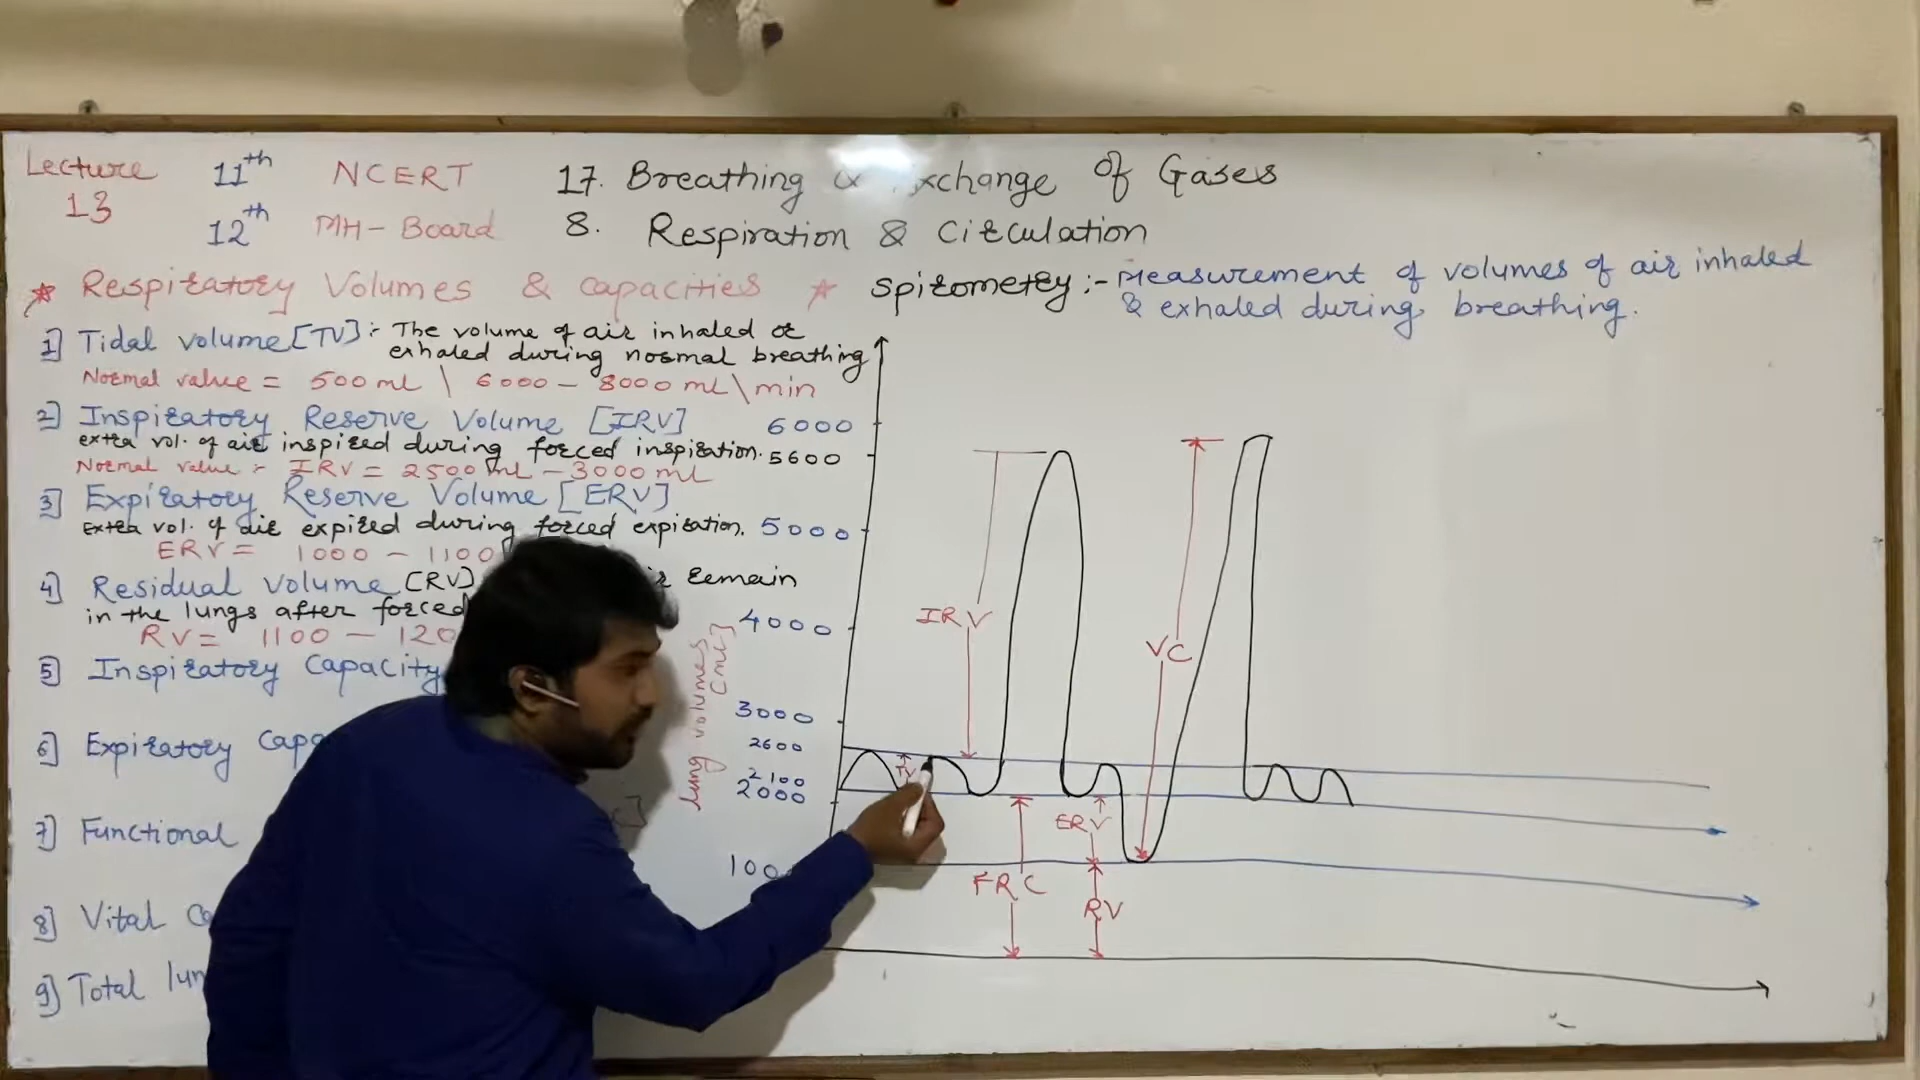 Lecture 13
11th NCERT 17. Breathing & Exchange of Gases
12th MH-Board 8. Respiration & Circulation
* Respiratory Volumes & capacities *
spirometry :- Measurement of volumes of air inhaled
& exhaled during breathing.
1] Tidal volume [TV] :- The volume of air inhaled or
exhaled during normal breathing
Normal value = 500 ml \ 6000 - 8000 ml \ min
2] Inspiratory Reserve Volume [IRV]
extra vol. of air inspired during forced inspiration.
Normal value :- IRV = 2500 ml - 3000 ml
3] Expiratory Reserve Volume [ERV]
Extra vol. of air expired during forced expiration.
ERV = 1000 - 1100
4] Residual volume [RV] remain
in the lungs after forced
RV = 1100 -
5] Inspiratory Capacity
6] Expiratory
7] Functional
8] Vital
9] Total
lung volumes
[ml]
6000
5600
5000
4000
3000
2600
2100
2000
TV
IRV
VC
ERV
FRC
RV